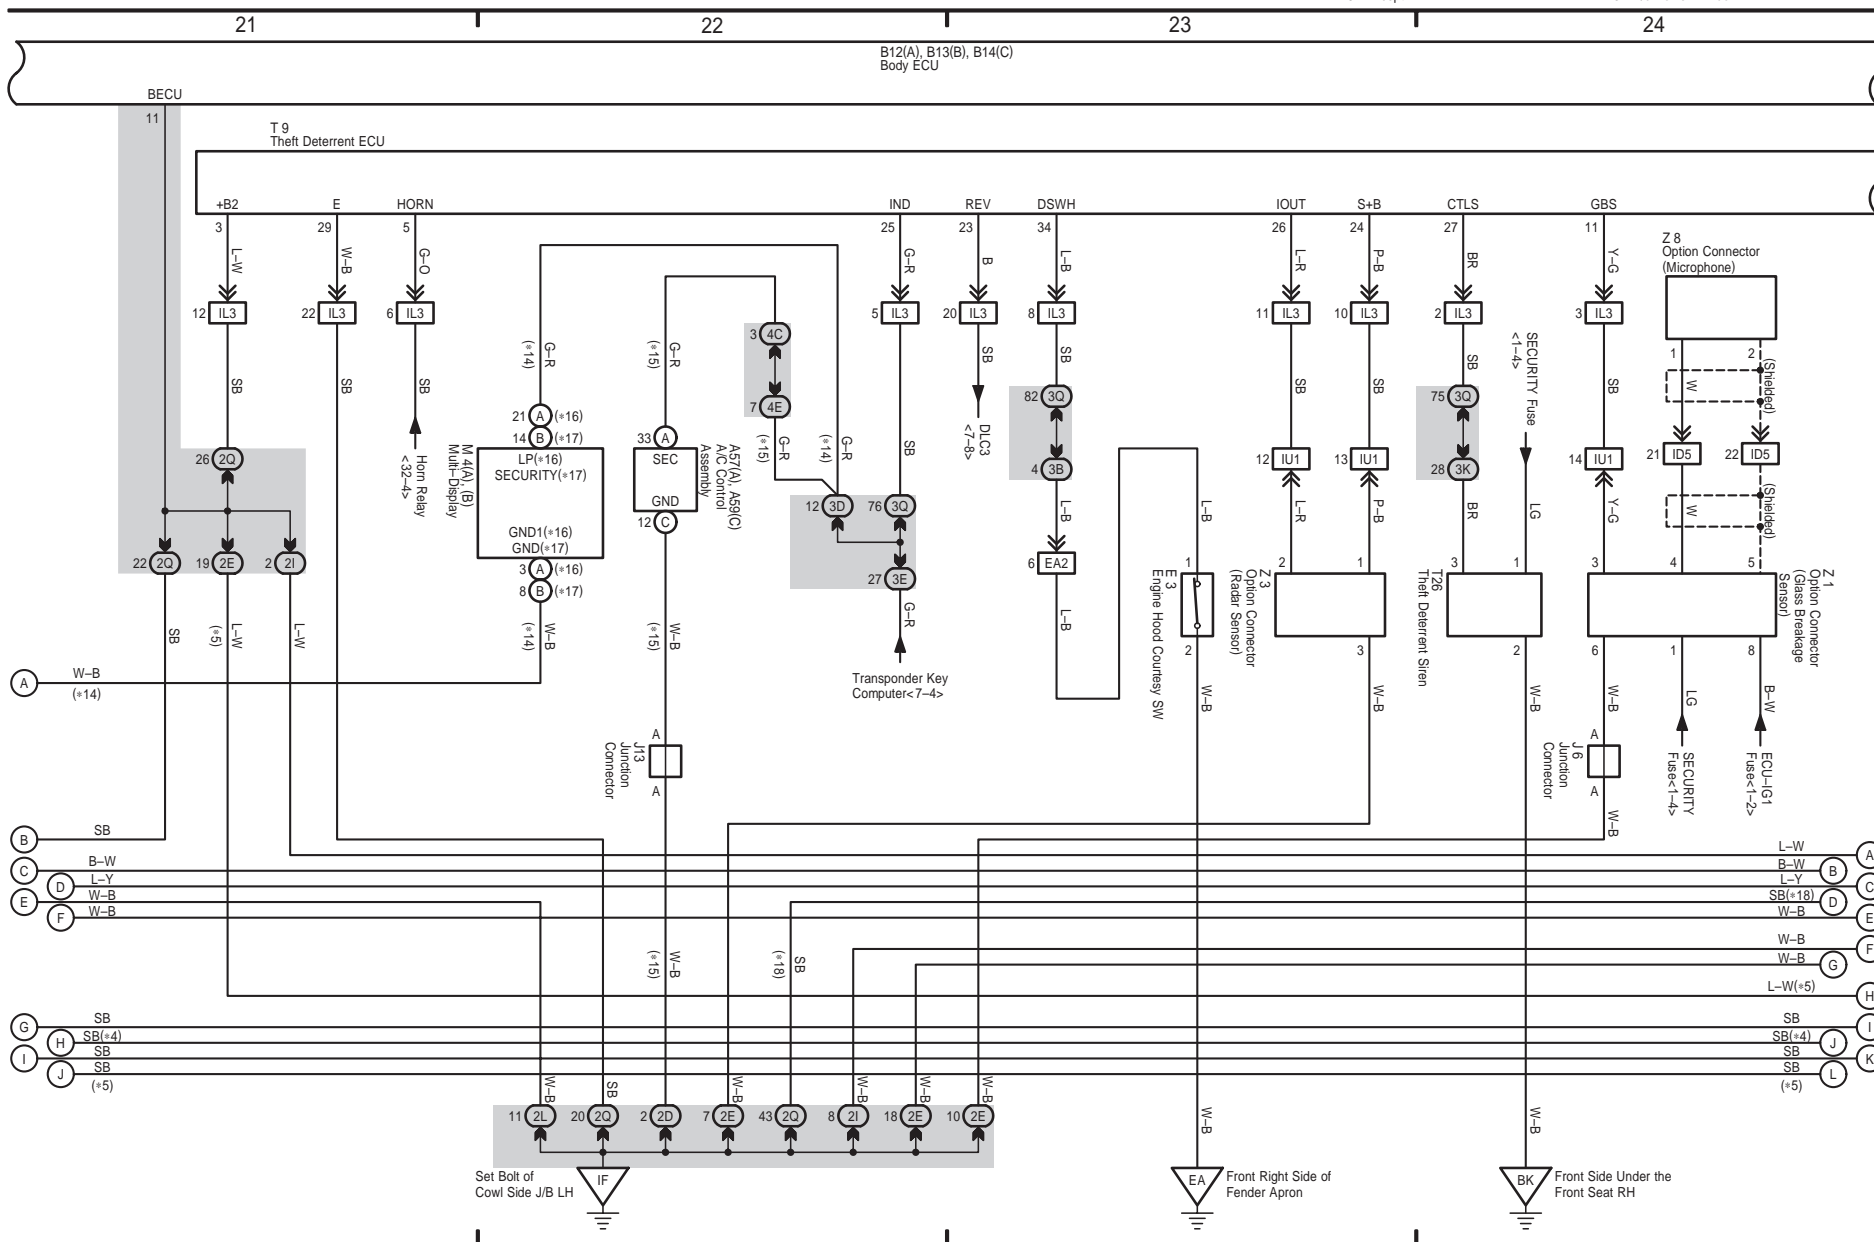 21
22
23
24
B12(A), B13(B), B14(C)
Body ECU
BECU
11
T 9
Theft Deterrent ECU
+B2
E
HORN
IND
REV
DSWH
IOUT
S+B
CTLS
GBS
3
29
5
25
23
34
26
24
27
11
L–W
W–B
G–O
G–R
B
L–B
L–R
P–B
BR
Y–G
Z 8
Option Connector
(Microphone)
12 IL3
22 IL3
6 IL3
5 IL3
20 IL3
8 IL3
11 IL3
10 IL3
2 IL3
3 IL3
SB
SB
SB
G–R
(*14)
G–R
(*15)
3 4C
7 4E
SB
SB
SB
SB
SB
SB
SECURITY Fuse
<1–4>
SB
1
2
W
(Shielded)
82 3Q
4 3B
75 3Q
28 3K
DLC3
<7–8>
Horn Relay
<32–4>
21 A (*16)
14 B (*17)
LP(*16)
SECURITY(*17)
GND1(*16)
GND(*17)
3 A (*16)
8 B (*17)
M 4(A), (B)
Multi–Display
33 A
SEC
GND
12 C
A57(A), A59(C)
A/C Control
Assembly
G–R
(*15)
G–R
(*14)
SB
12 IU1
13 IU1
14 IU1
21 ID5
22 ID5
W
(Shielded)
26 2Q
22 2Q
19 2E
2 2I
12 3D
76 3Q
27 3E
G–R
Transponder Key
Computer<7–4>
L–B
6 EA2
L–B
L–B
L–R
P–B
BR
LG
Y–G
1
2
1
3
1
3
4
5
E 3
Engine Hood Courtesy SW
Z 3
Option Connector
(Radar Sensor)
T26
Theft Deterrent Siren
Z 1
Option Connector
(Glass Breakage
Sensor)
2
3
2
6
1
8
SB
L–W
(*5)
L–W
W–B
(*14)
W–B
(*15)
W–B
W–B
W–B
W–B
LG
B–W
A
W–B
(*14)
A
J13
Junction
Connector
A
A
J 6
Junction
Connector
A
SECURITY
Fuse<1–4>
ECU–IG1
Fuse<1–2>
W–B
B
SB
C
B–W
D
L–Y
E
W–B
F
W–B
L–W
A
B–W
B
L–Y
C
SB(*18)
D
W–B
E
W–B
F
W–B
G
L–W(*5)
H
W–B
(*15)
SB
(*18)
G
SB
H
SB(*4)
I
SB
J
SB
(*5)
SB
I
SB(*4)
J
SB
K
SB
L
(*5)
W–B
SB
W–B
W–B
W–B
W–B
W–B
W–B
11 2L
20 2Q
2 2D
7 2E
43 2Q
8 2I
18 2E
10 2E
Set Bolt of
Cowl Side J/B LH
IF
EA
Front Right Side of
Fender Apron
BK
Front Side Under the
Front Seat RH